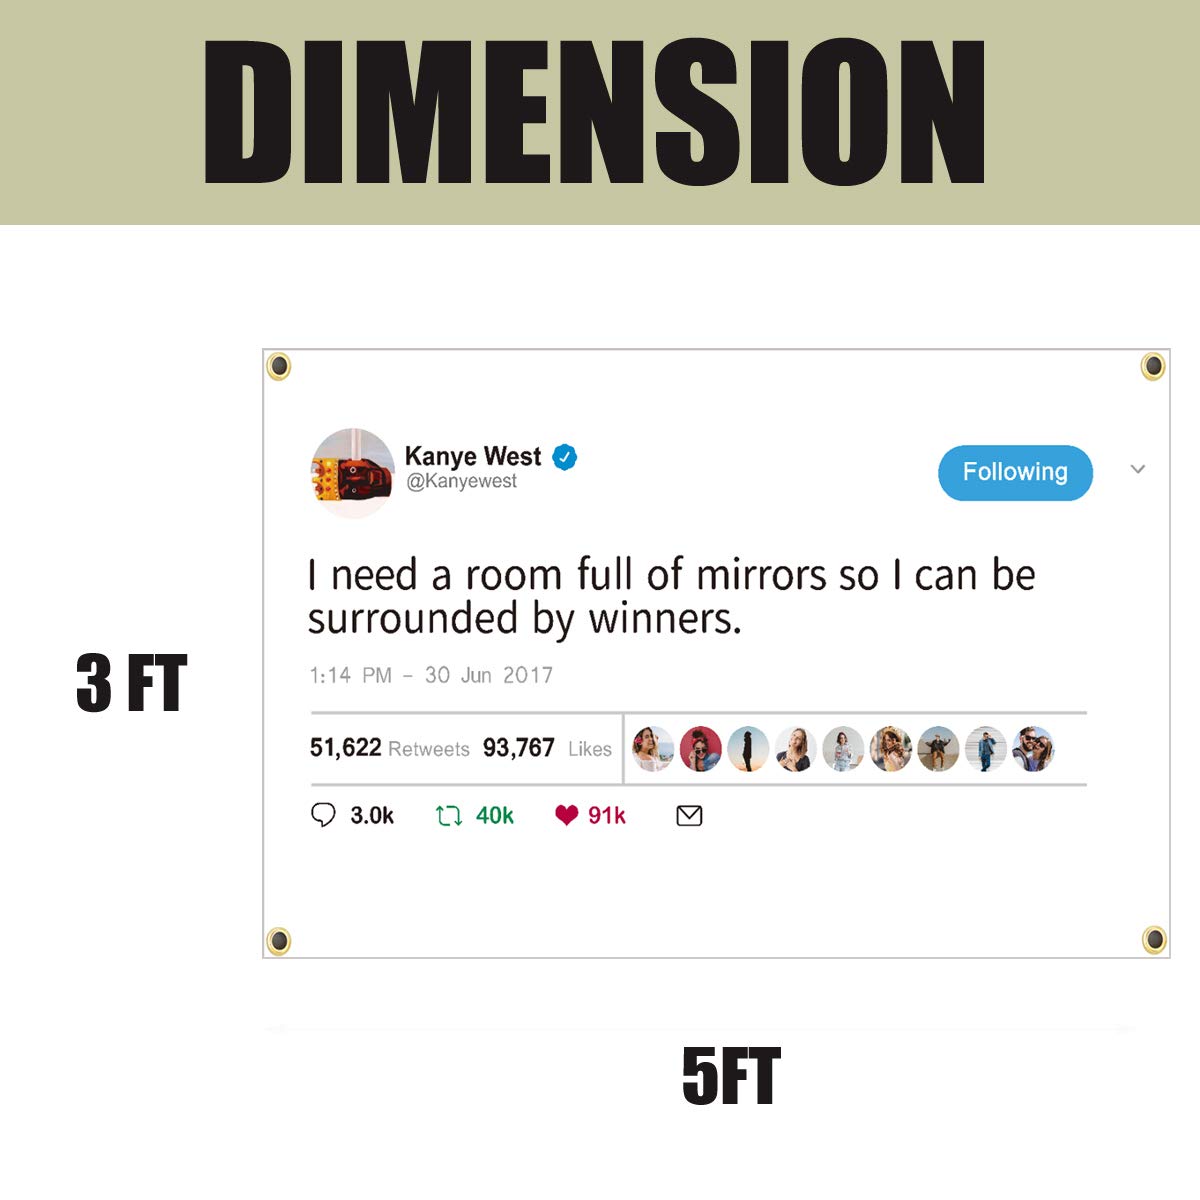 DIMENSION
Kanye West
@Kanyewest
Following
I need a room full of mirrors so I can be
surrounded by winners.
1:14 PM – 30 Jun 2017
51,622 Retweets 93,767 Likes
3.0k 40k 91k
3 FT
5FT